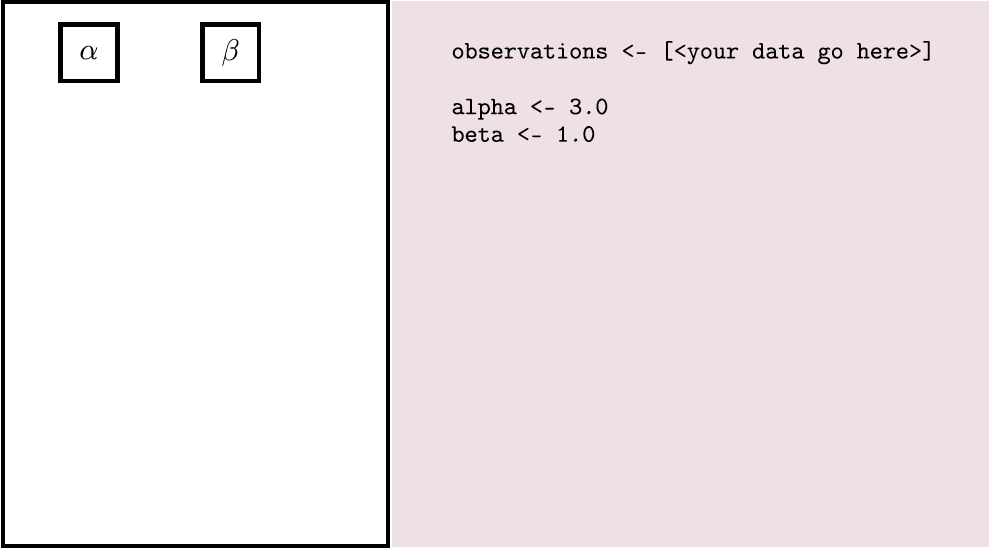 α β
observations <- [<your data go here>]
alpha <- 3.0
beta <- 1.0